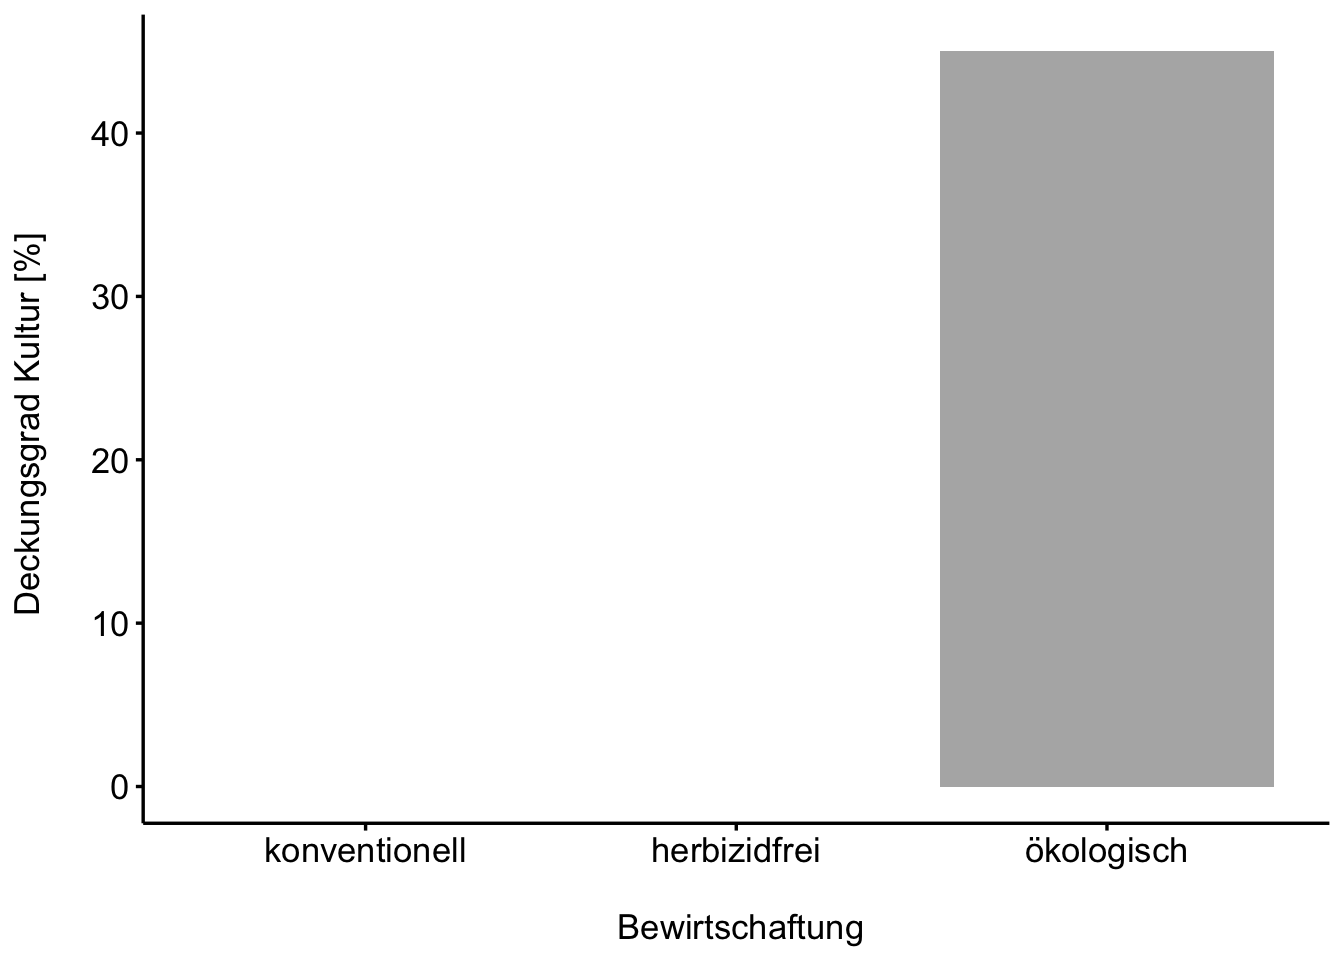 Deckungsgrad Kultur [%]
40
30
20
10
0
konventionell herbizidfrei ökologisch
Bewirtschaftung